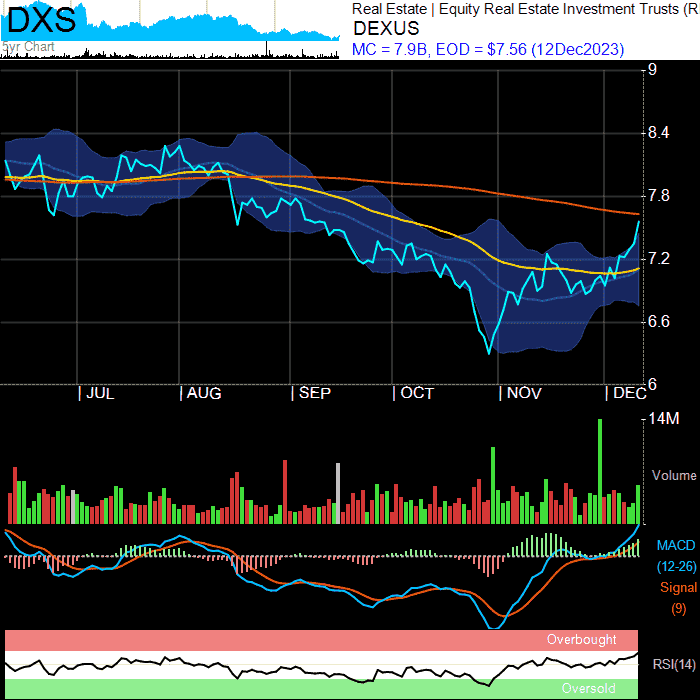 DXS
5yr Chart
Real Estate | Equity Real Estate Investment Trusts (R
DEXUS
MC = 7.9B, EOD = $7.56 (12Dec2023)
9
8.4
7.8
7.2
6.6
6
| JUL | AUG | SEP | OCT | NOV | DEC
14M
Volume
MACD
(12-26)
Signal
(9)
Overbought
RSI(14)
Oversold